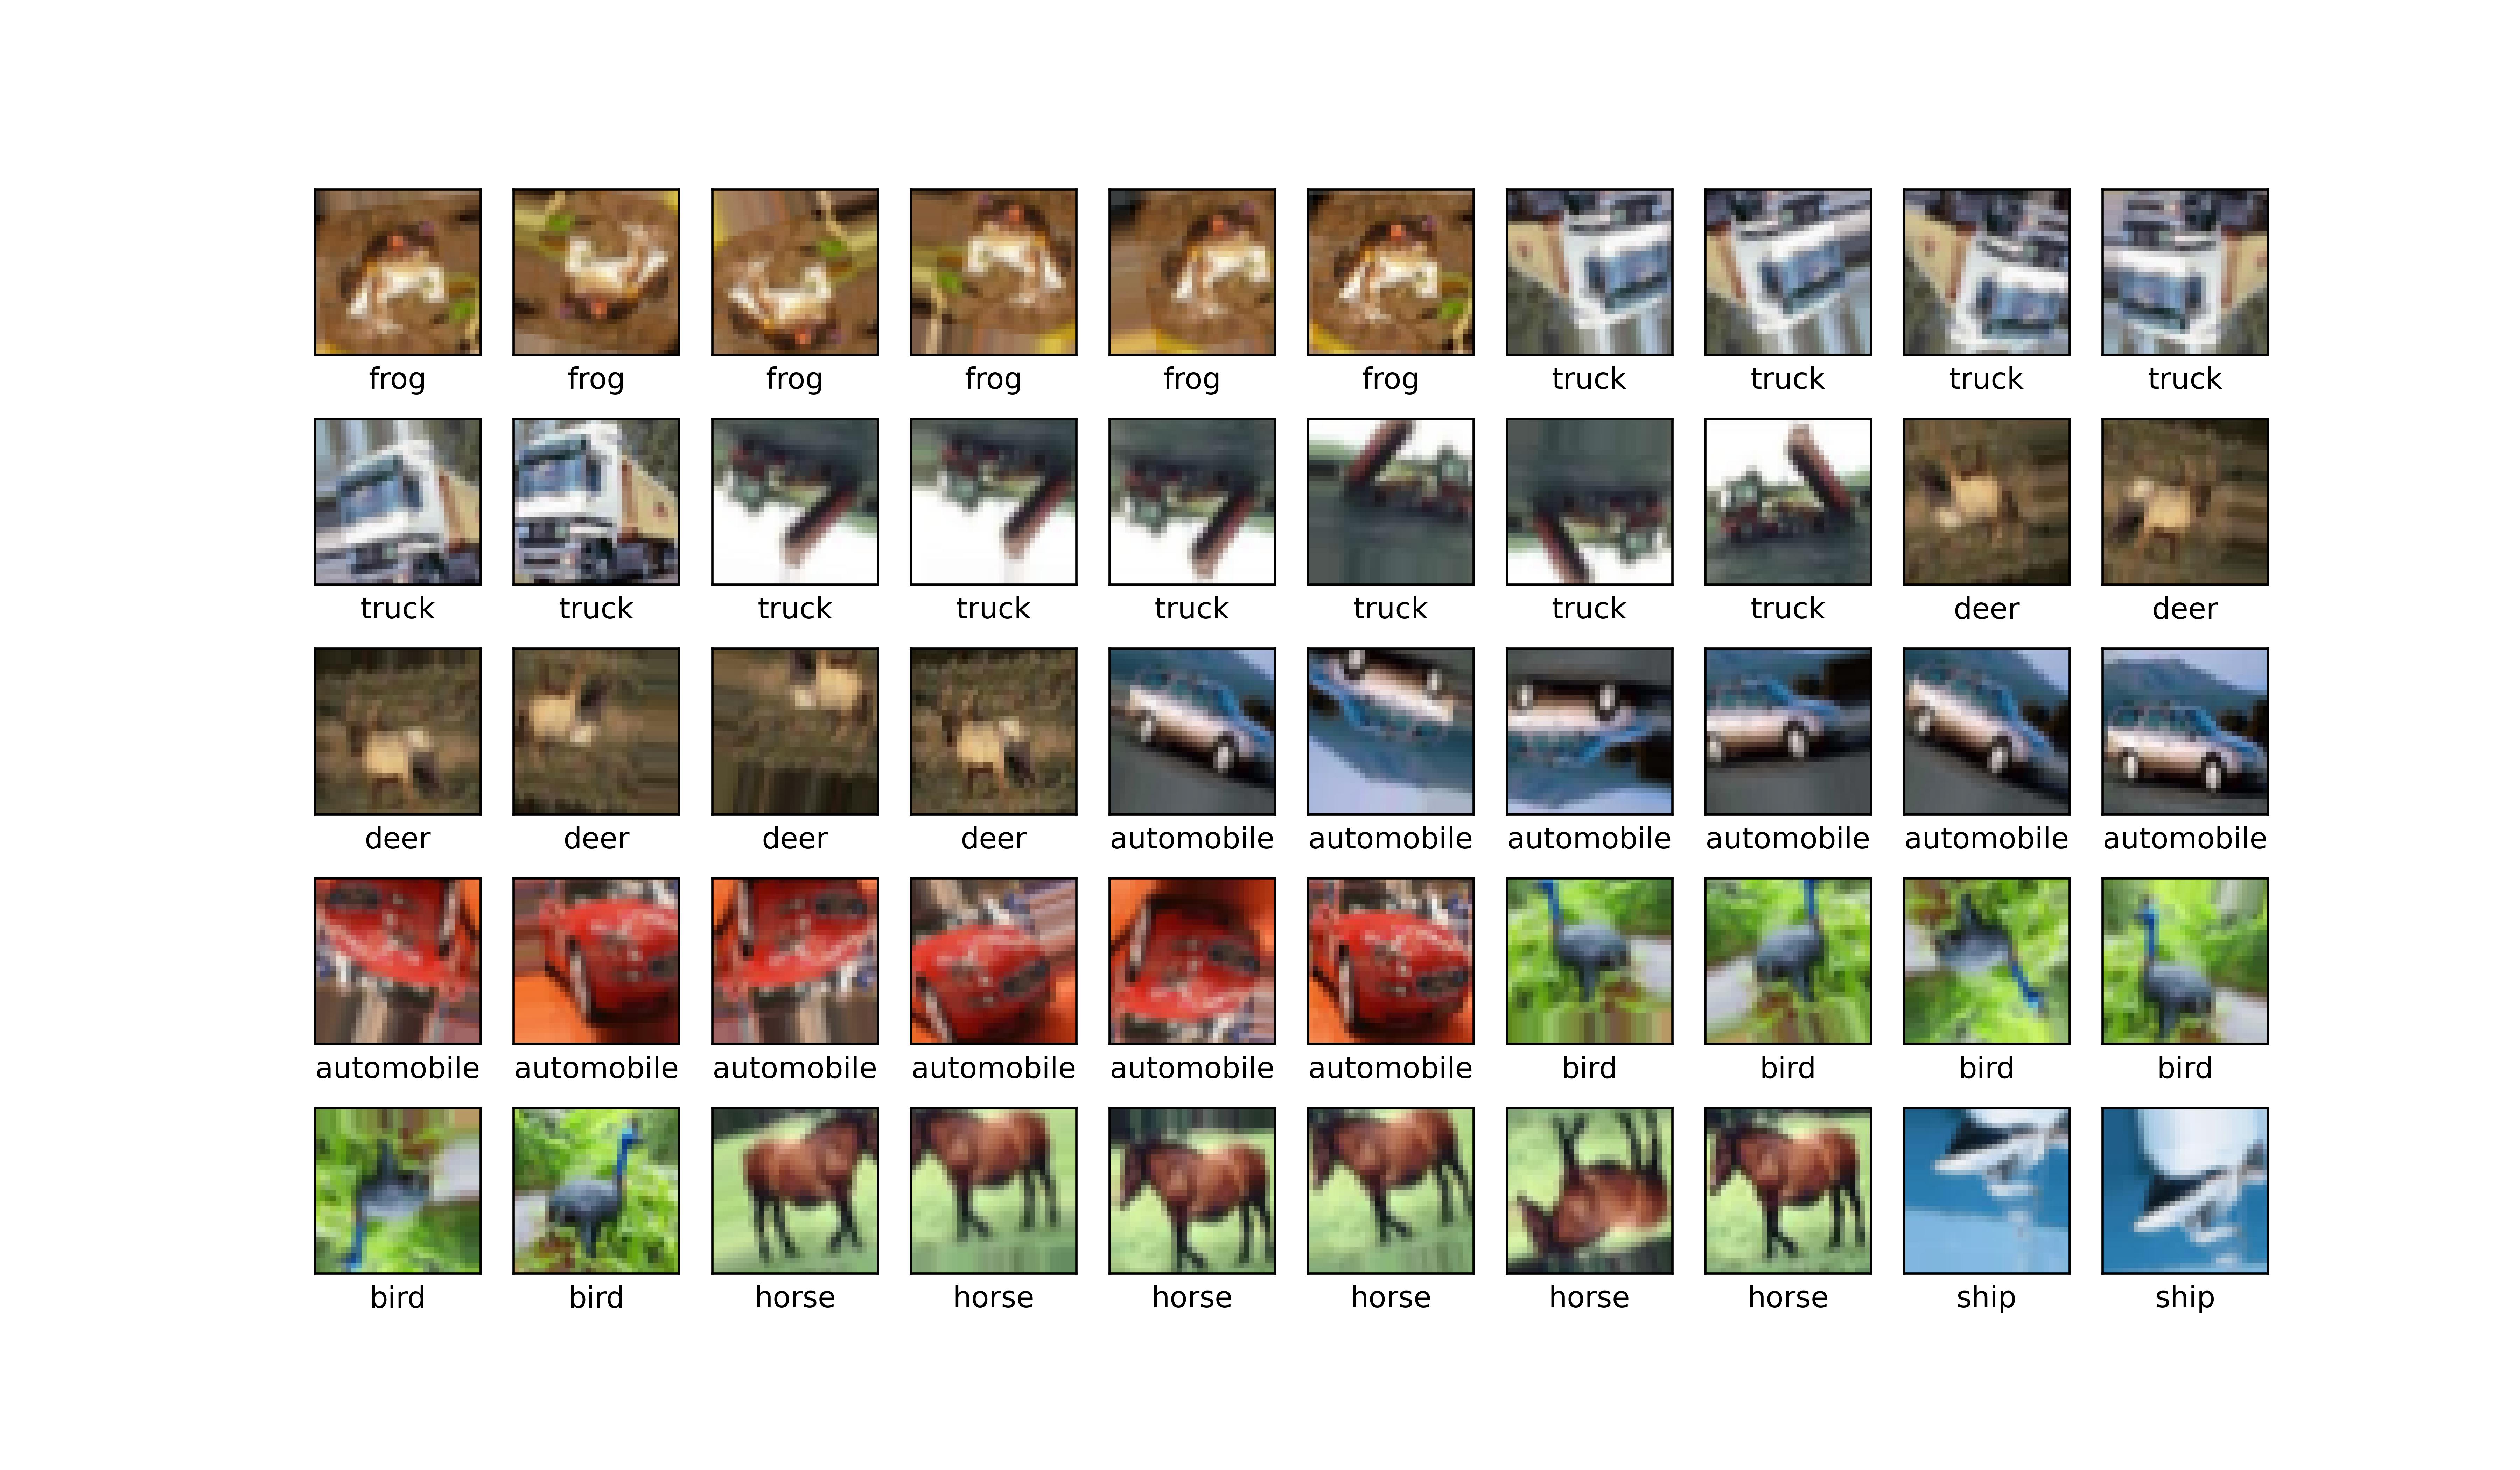 frog frog frog frog frog frog truck truck truck truck
truck truck truck truck truck truck truck truck deer deer
deer deer deer deer automobile automobile automobile automobile automobile automobile
automobile automobile automobile automobile automobile automobile bird bird bird bird
bird bird horse horse horse horse horse horse ship ship